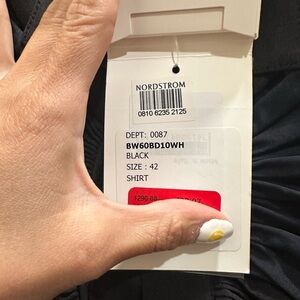 NORDSTROM
0810 6235 2125
DEPT: 0087
BW60BD10WH
BLACK
SIZE : 42
SHIRT